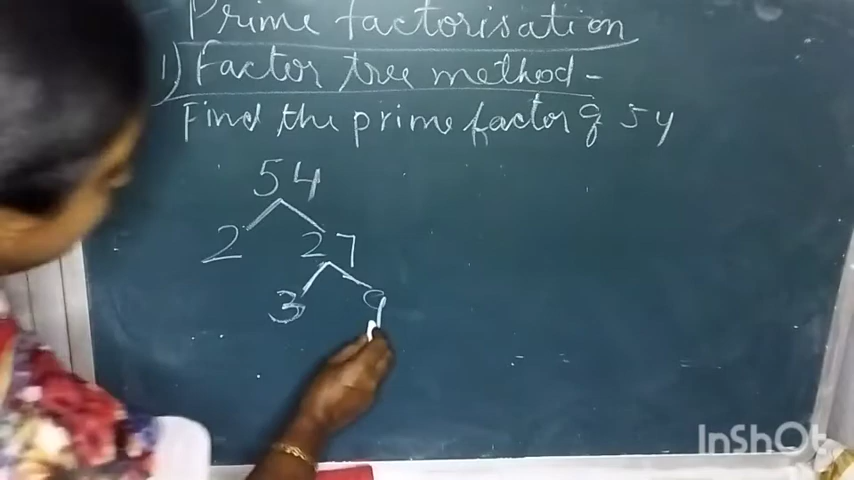 Prime factorisation
1) Factor tree method -
Find the prime factor of 54
54
2 27
3 9
InShOt